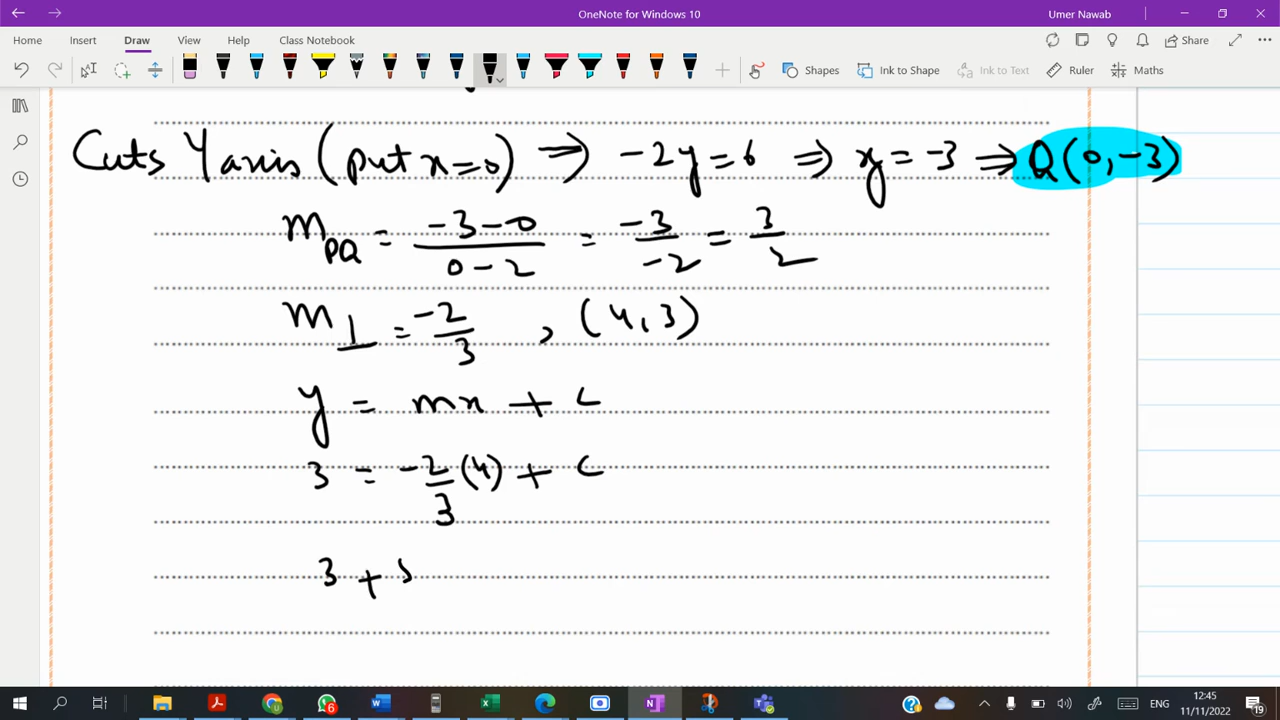 OneNote for Windows 10
Umer Nawab
Home Insert Draw View Help Class Notebook
Share
Shapes Ink to Shape Ink to Text Ruler Maths
Cuts Y axis (put x=0) ⇒ -2y = 6 ⇒ y = -3 ⇒ Q(0, -3)
m_PQ = (-3-0)/(0-2) = -3/-2 = 3/2
m_⊥ = -2/3 , (4,3)
y = mx + c
3 = -2/3 (4) + c
3 +
6
ENG
12:45
11/11/2022
19